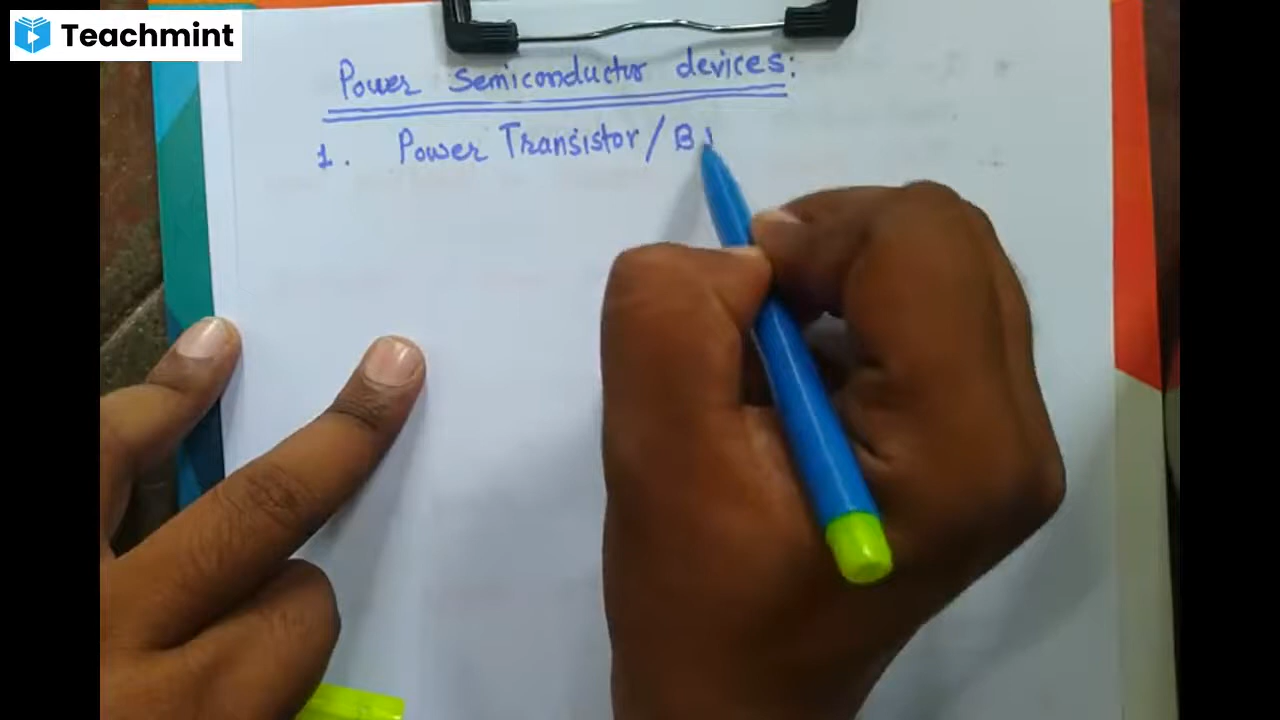 Teachmint
Power Semiconductor devices:
1. Power Transistor / B